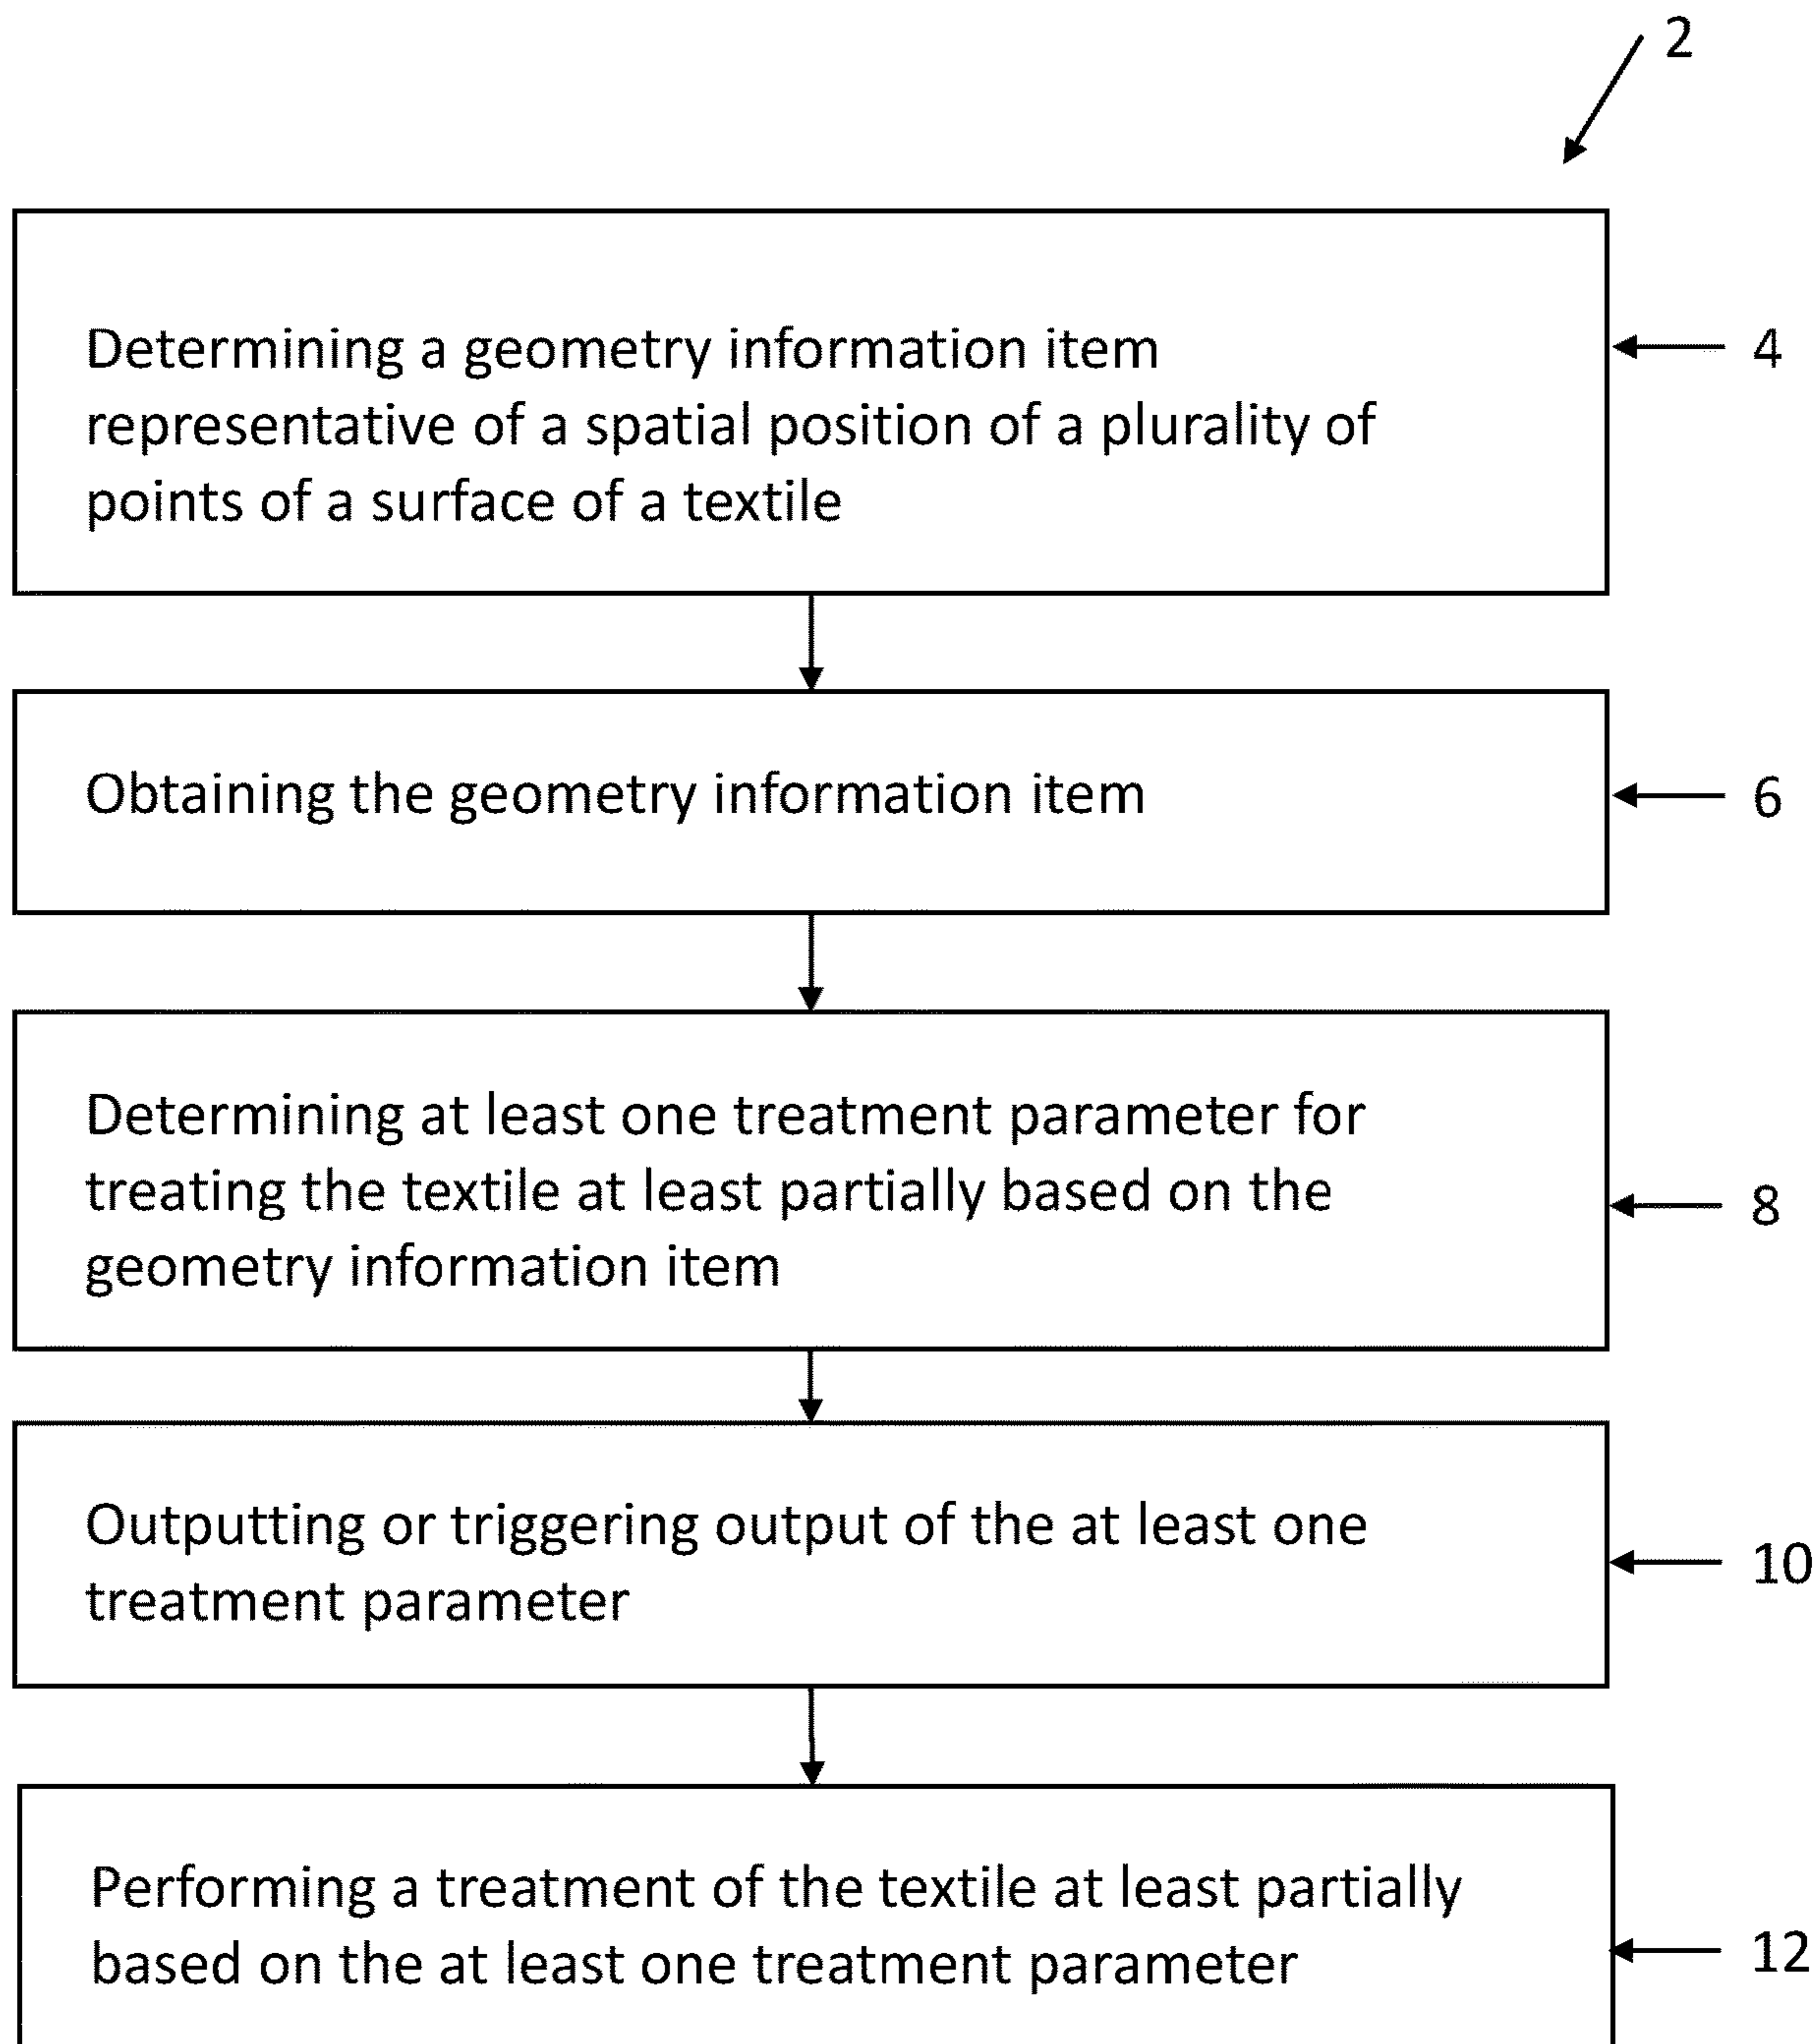 2
Determining a geometry information item
representative of a spatial position of a plurality of
points of a surface of a textile
4
Obtaining the geometry information item
6
Determining at least one treatment parameter for
treating the textile at least partially based on the
geometry information item
8
Outputting or triggering output of the at least one
treatment parameter
10
Performing a treatment of the textile at least partially
based on the at least one treatment parameter
12